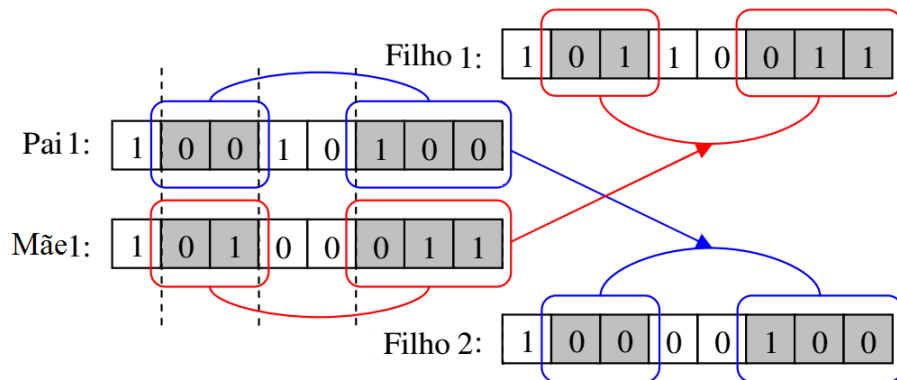 Filho 1: 1 0 1 1 0 0 1 1
Pai 1: 1 0 0 1 0 1 0 0
Mãe1: 1 0 1 0 0 0 1 1
Filho 2: 1 0 0 0 0 1 0 0